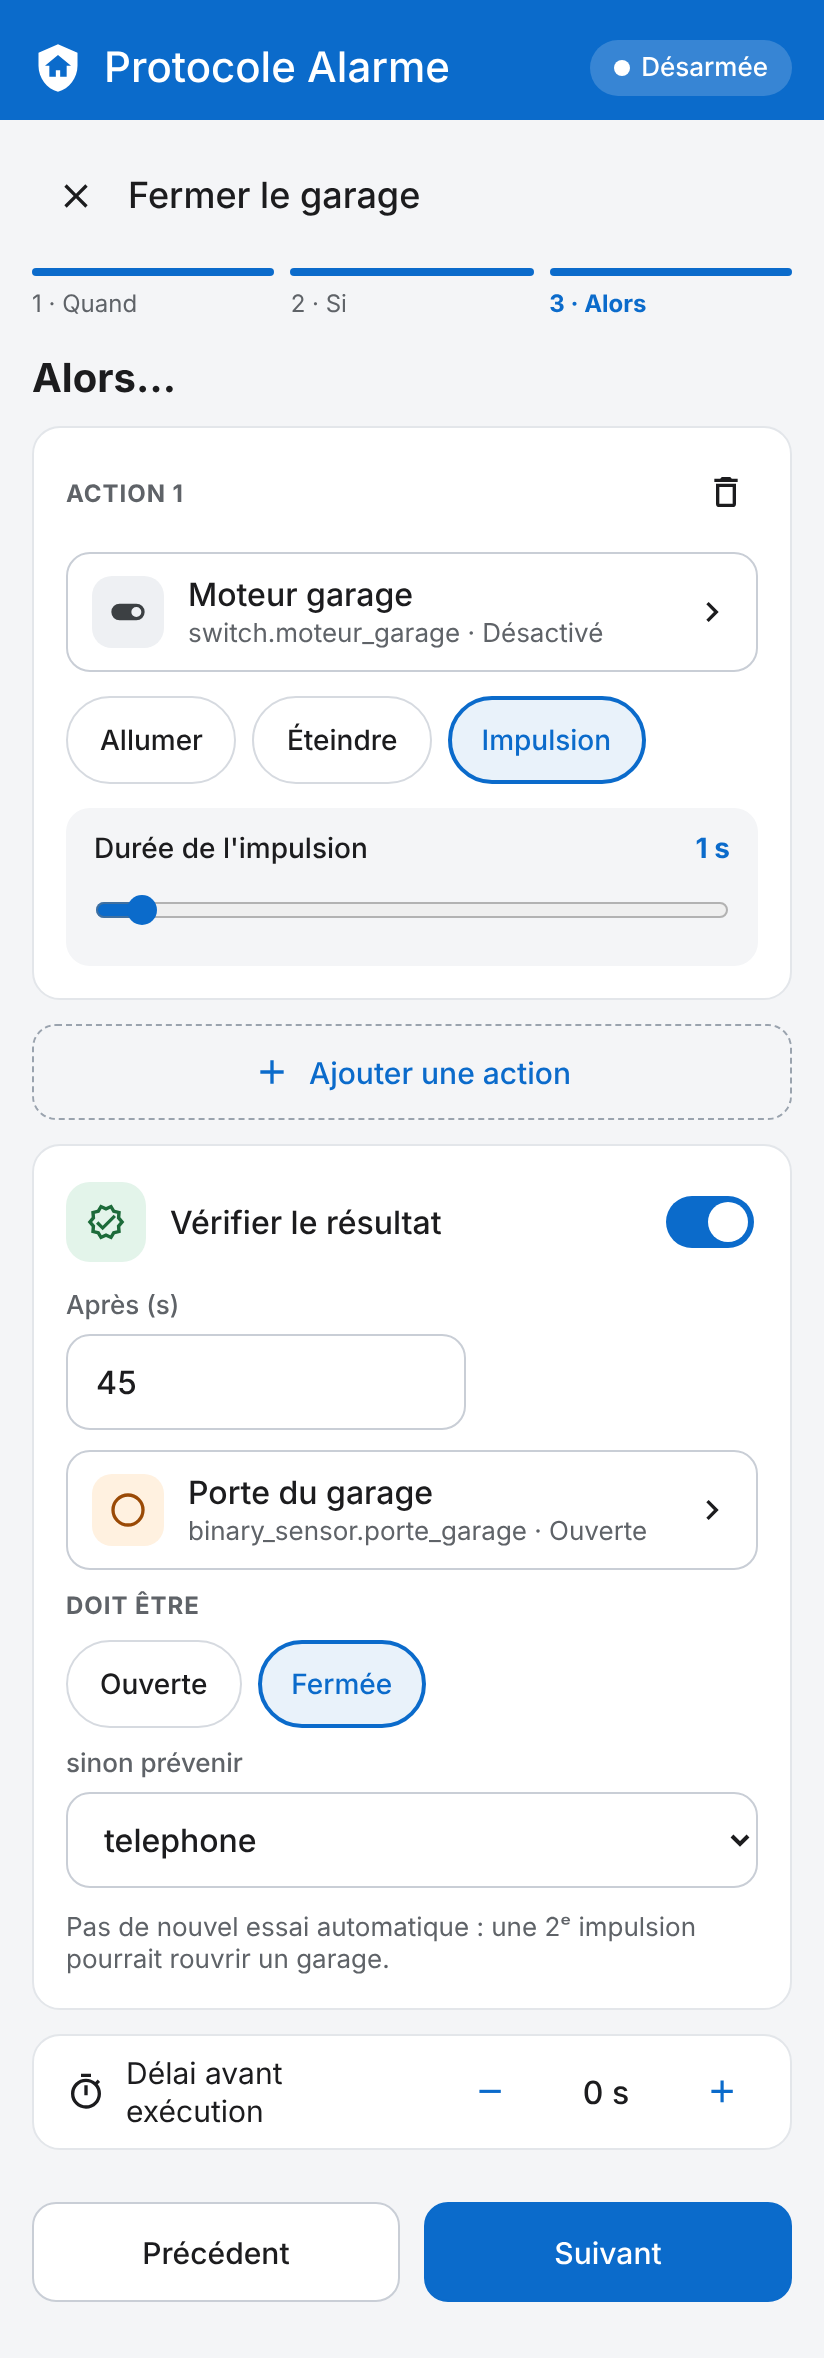 Protocole Alarme
Désarmée
Fermer le garage
1 · Quand
2 · Si
3 · Alors
Alors...
ACTION 1
Moteur garage
switch.moteur_garage · Désactivé
Allumer
Éteindre
Impulsion
Durée de l'impulsion
1 s
Ajouter une action
Vérifier le résultat
Après (s)
45
Porte du garage
binary_sensor.porte_garage · Ouverte
DOIT ÊTRE
Ouverte
Fermée
sinon prévenir
telephone
Pas de nouvel essai automatique : une 2ᵉ impulsion
pourrait rouvrir un garage.
Délai avant
exécution
0 s
Précédent
Suivant